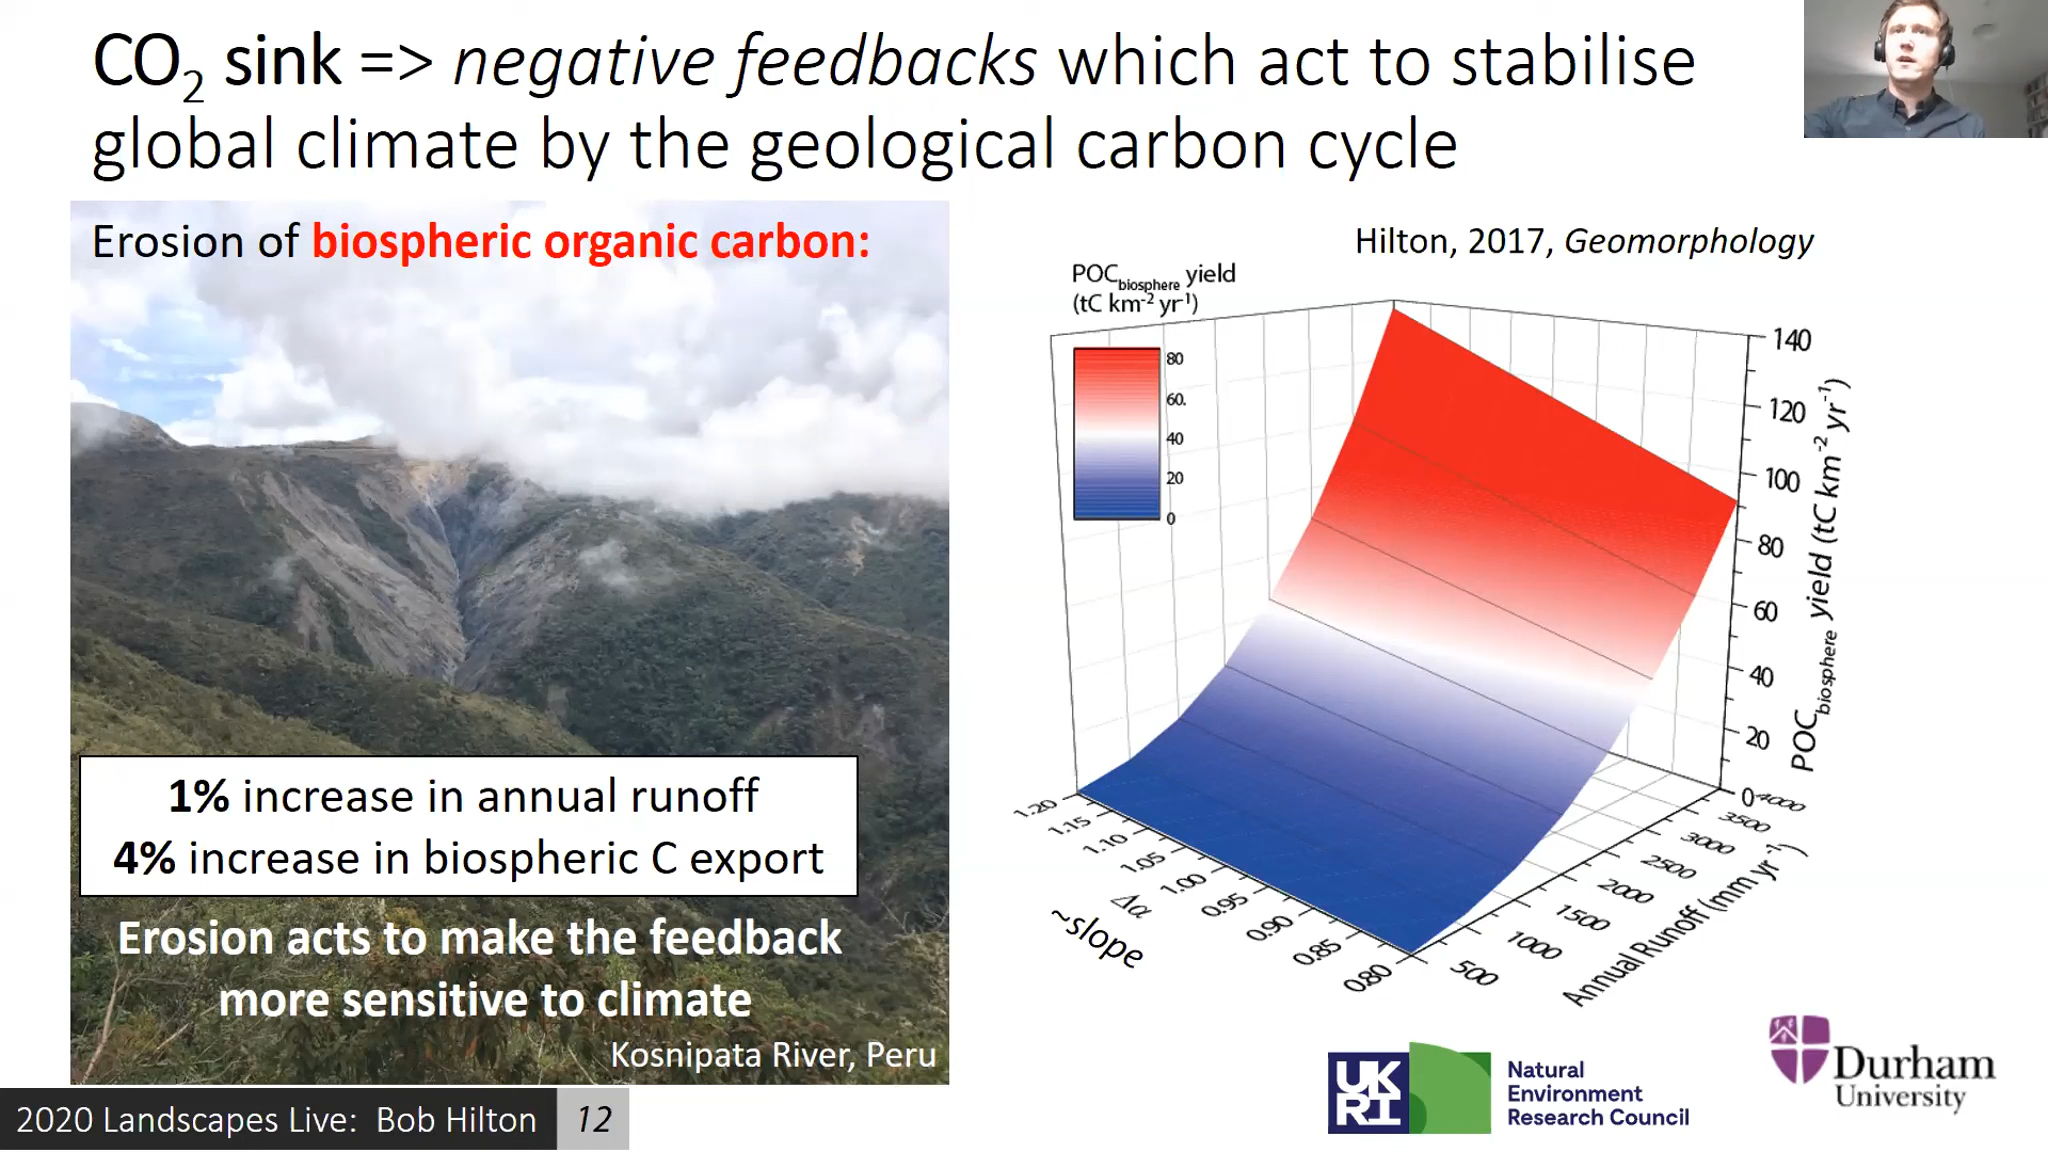 CO₂ sink => negative feedbacks which act to stabilise
global climate by the geological carbon cycle
Erosion of biospheric organic carbon:
1% increase in annual runoff
4% increase in biospheric C export
Erosion acts to make the feedback
more sensitive to climate
Kosnipata River, Peru
Hilton, 2017, Geomorphology
POCbiosphere yield
(tC km⁻² yr⁻¹)
80
60.
40
20
0
140
120
100
80
60
40
20
0
POCbiosphere yield (tC km⁻² yr⁻¹)
4000
3500
3000
2500
2000
1500
1000
500
Annual Runoff (mm yr⁻¹)
1.20
1.15
1.10
1.05
1.00
0.95
0.90
0.85
0.80
Δα
~slope
UK
RI
Natural
Environment
Research Council
Durham
University
2020 Landscapes Live: Bob Hilton 12